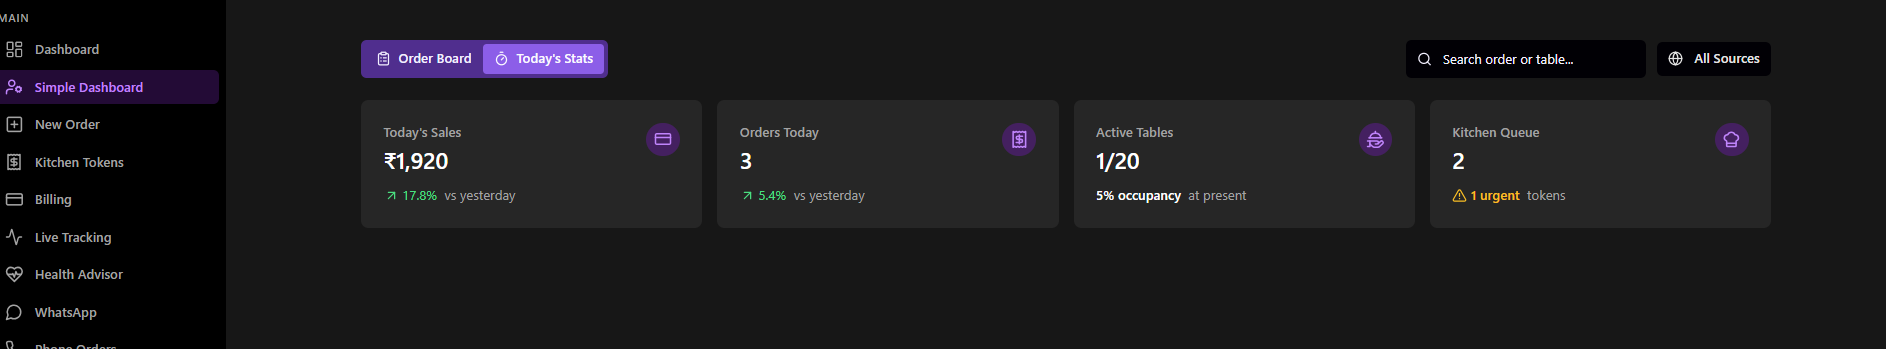 MAIN
Dashboard
Simple Dashboard
New Order
Kitchen Tokens
Billing
Live Tracking
Health Advisor
WhatsApp
Phone Orders
Order Board
Today's Stats
Search order or table...
All Sources
Today's Sales
₹1,920
17.8% vs yesterday
Orders Today
3
5.4% vs yesterday
Active Tables
1/20
5% occupancy at present
Kitchen Queue
2
1 urgent tokens